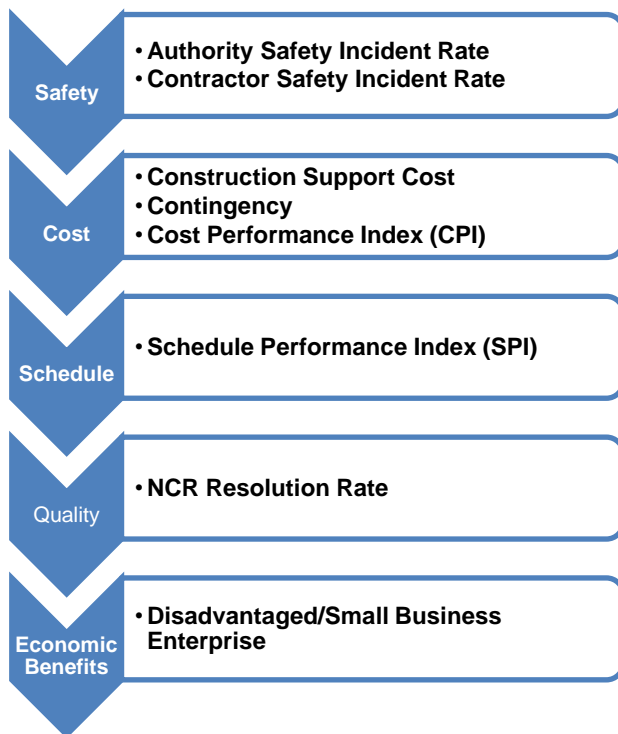 Safety
• Authority Safety Incident Rate
• Contractor Safety Incident Rate
Cost
• Construction Support Cost
• Contingency
• Cost Performance Index (CPI)
Schedule
• Schedule Performance Index (SPI)
Quality
• NCR Resolution Rate
Economic
Benefits
• Disadvantaged/Small Business
Enterprise